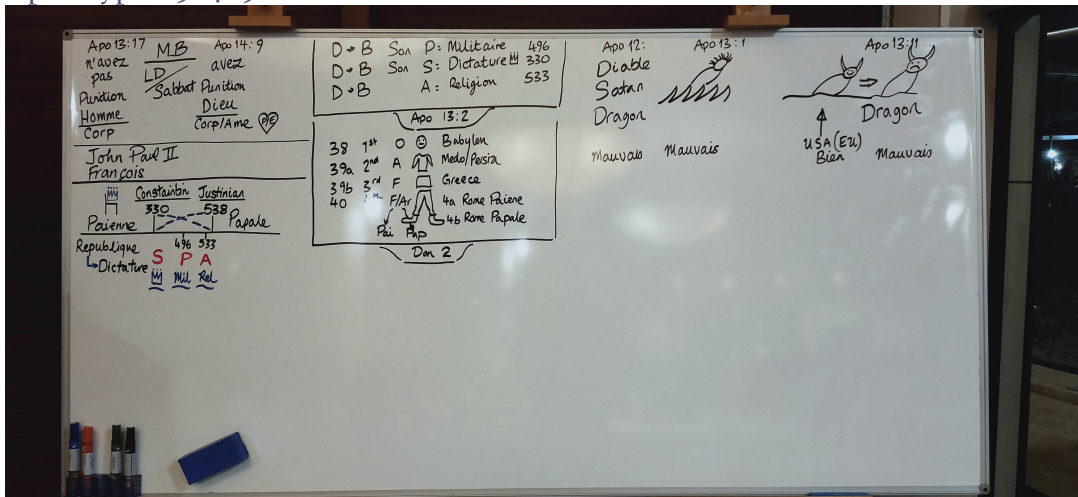 Apo 13:17 MB Apo 14:9
n'avez pas LD avez
Sabbat
Punition Punition
Homme Dieu
Corp Corp/Ame P/E
John Paul II
François
Constaintin Justinian
330 538
Paienne Papale
496 533
Republique
Dictature S P A
Mil Rel
D B Son P: Militaire 496
D B Son S: Dictature 330
D B A: Religion 533
Apo 13:2
38 1st O Babylon
39a 2nd A Medo/Persia
39b 3rd F Greece
40 4th F/Ar 4a Rome Paiene
4b Rome Papale
Pai Pap
Dan 2
Apo 12: Apo 13:1
Diable
Satan
Dragon
Mauvais Mauvais
Apo 13:11
Dragon
USA (EU)
Bien Mauvais